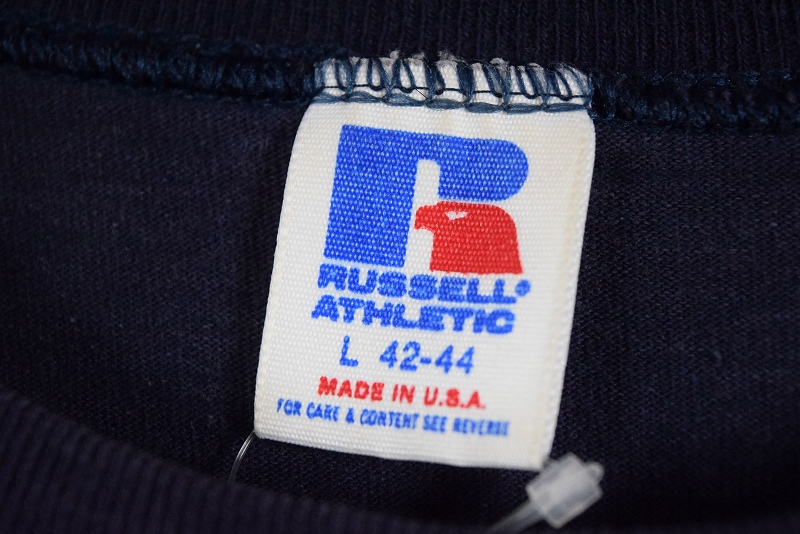 RUSSELL®
ATHLETIC
L 42-44
MADE IN U.S.A.
FOR CARE & CONTENT SEE REVERSE